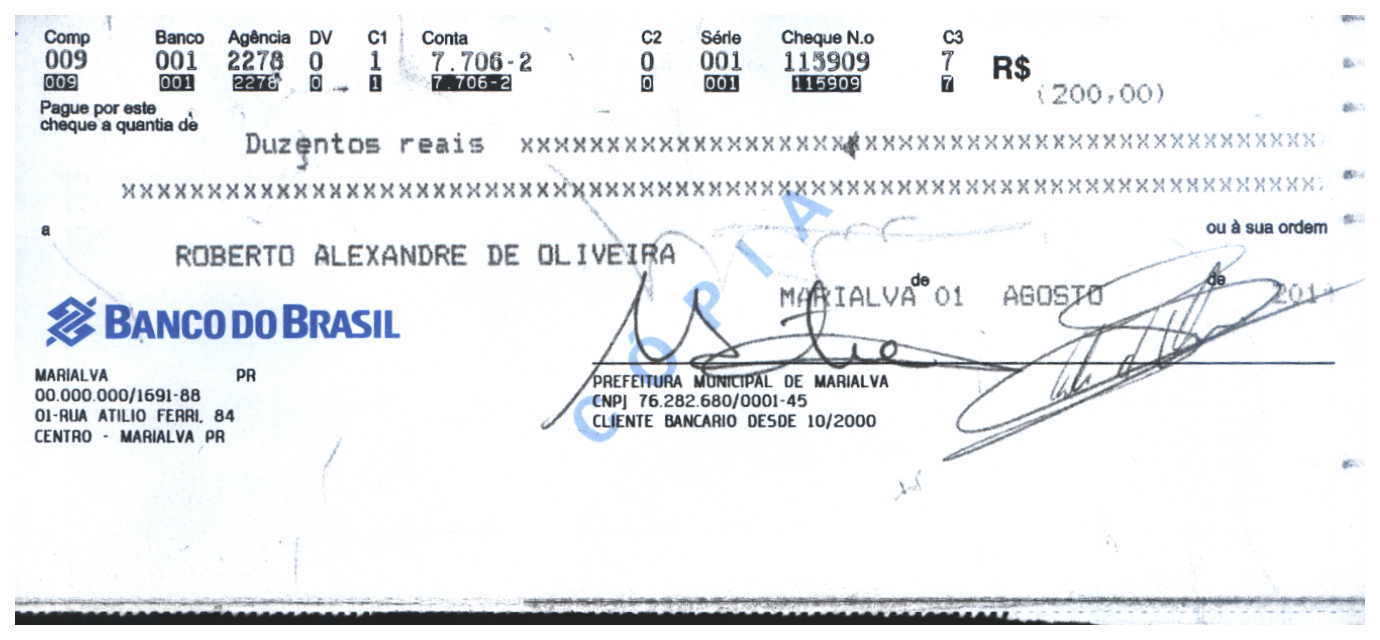 Comp Banco Agência DV C1 Conta C2 Série Cheque N.o C3
009 001 2278 0 1 7.706-2 0 001 115909 7 R$
009 001 2278 0 1 7.706-2 0 001 115909 7
(200,00)
Pague por este
cheque a quantia de
Duzentos reais xxxxxxxxxxxxxxxxxxxxxxxxxxxxxxxxxxxxxxxxxxxxxxxxxxxxx
xxxxxxxxxxxxxxxxxxxxxxxxxxxxxxxxxxxxxxxxxxxxxxxxxxxxxxxxxxxxxxxxxxxxxxxxxxxxxxx
a ou à sua ordem
ROBERTO ALEXANDRE DE OLIVEIRA
MARIALVA de 01 AGOSTO de
BANCO DO BRASIL
CÓPIA
MARIALVA PR
00.000.000/1691-88
01-RUA ATILIO FERRI, 84
CENTRO - MARIALVA PR
PREFEITURA MUNICIPAL DE MARIALVA
CNPJ 76.282.680/0001-45
CLIENTE BANCARIO DESDE 10/2000